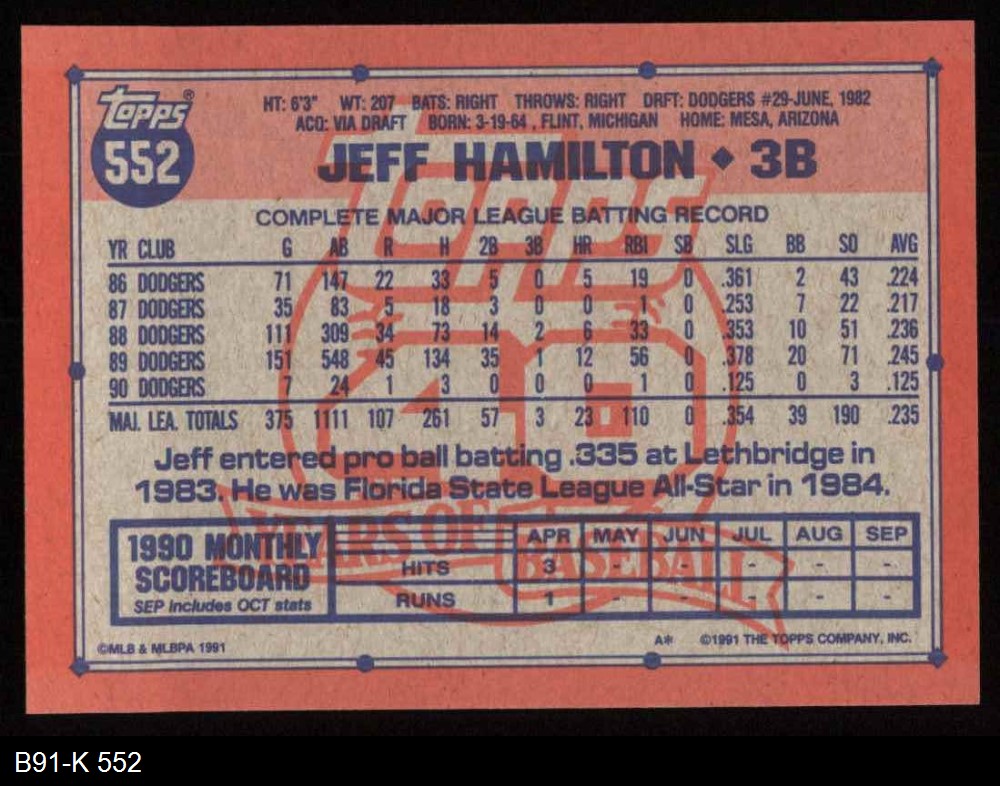 Topps®
552
HT: 6'3" WT: 207 BATS: RIGHT THROWS: RIGHT DRFT: DODGERS #29-JUNE, 1982
ACQ: VIA DRAFT BORN: 3-19-64 , FLINT, MICHIGAN HOME: MESA, ARIZONA
JEFF HAMILTON ◆ 3B
COMPLETE MAJOR LEAGUE BATTING RECORD
YR CLUB G AB R H 2B 3B HR RBI SB SLG BB SO AVG
86 DODGERS 71 147 22 33 5 0 5 19 0 .361 2 43 .224
87 DODGERS 35 83 5 18 3 0 0 1 0 .253 7 22 .217
88 DODGERS 111 309 34 73 14 2 6 33 0 .353 10 51 .236
89 DODGERS 151 548 45 134 35 1 12 56 0 .378 20 71 .245
90 DODGERS 7 24 1 3 0 0 0 1 0 .125 0 3 .125
MAJ. LEA. TOTALS 375 1111 107 261 57 3 23 110 0 .354 39 190 .235
Topps
40
YEARS OF BASEBALL
Jeff entered pro ball batting .335 at Lethbridge in
1983. He was Florida State League All-Star in 1984.
1990 MONTHLY
SCOREBOARD
SEP Includes OCT stats
APR MAY JUN JUL AUG SEP
HITS 3 - - - - -
RUNS 1 - - - - -
©MLB & MLBPA 1991
A* ©1991 THE TOPPS COMPANY, INC.
B91-K 552